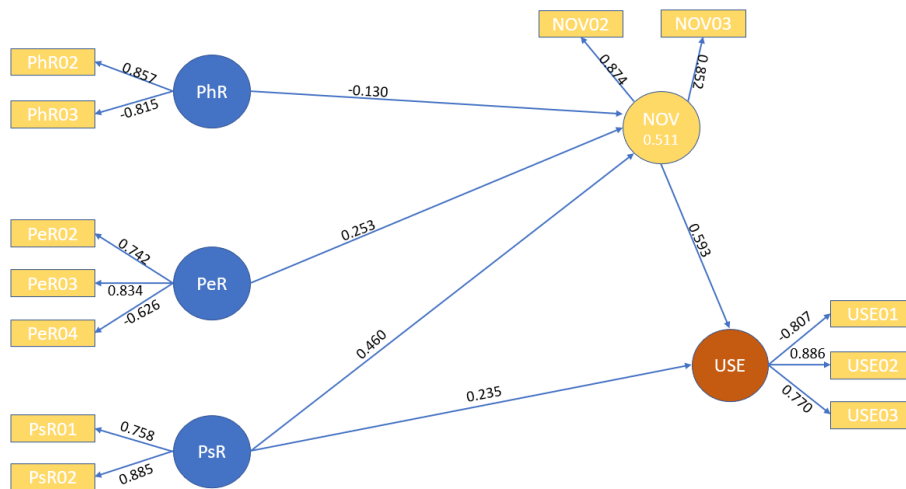 NOV02
NOV03
PhR02
PhR03
0.857
-0.815
PhR
-0.130
0.874
0.852
NOV
0.511
PeR02
PeR03
PeR04
0.742
0.834
-0.626
PeR
0.253
0.593
0.460
PsR01
PsR02
0.758
0.885
PsR
0.235
USE
-0.807
0.886
0.770
USE01
USE02
USE03